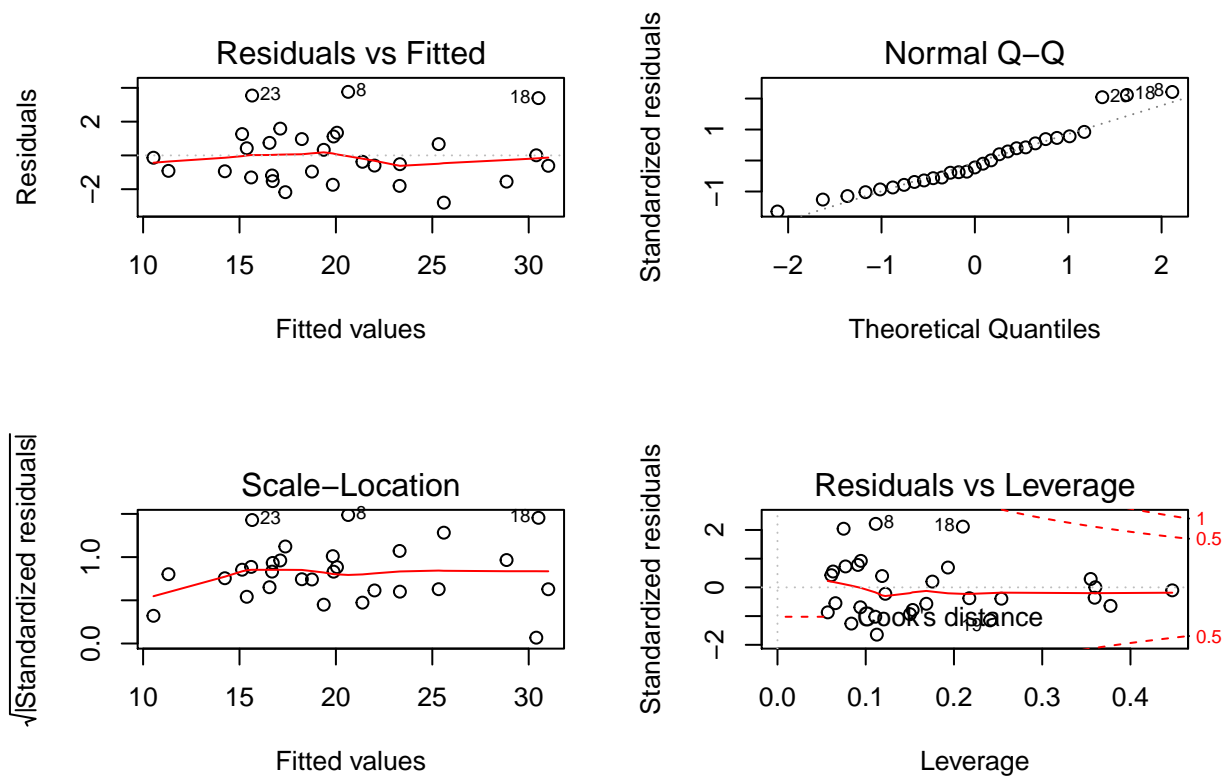 Residuals vs Fitted
Residuals
2
−2
23
8
18
10 15 20 25 30
Fitted values
Normal Q−Q
Standardized residuals
1
−1
23
18
8
−2 −1 0 1 2
Theoretical Quantiles
Scale−Location
√|Standardized residuals|
1.0
0.0
23
8
18
10 15 20 25 30
Fitted values
Residuals vs Leverage
Standardized residuals
2
0
−2
8
18
1
0.5
0.5
Cook's distance
0.0 0.1 0.2 0.3 0.4
Leverage